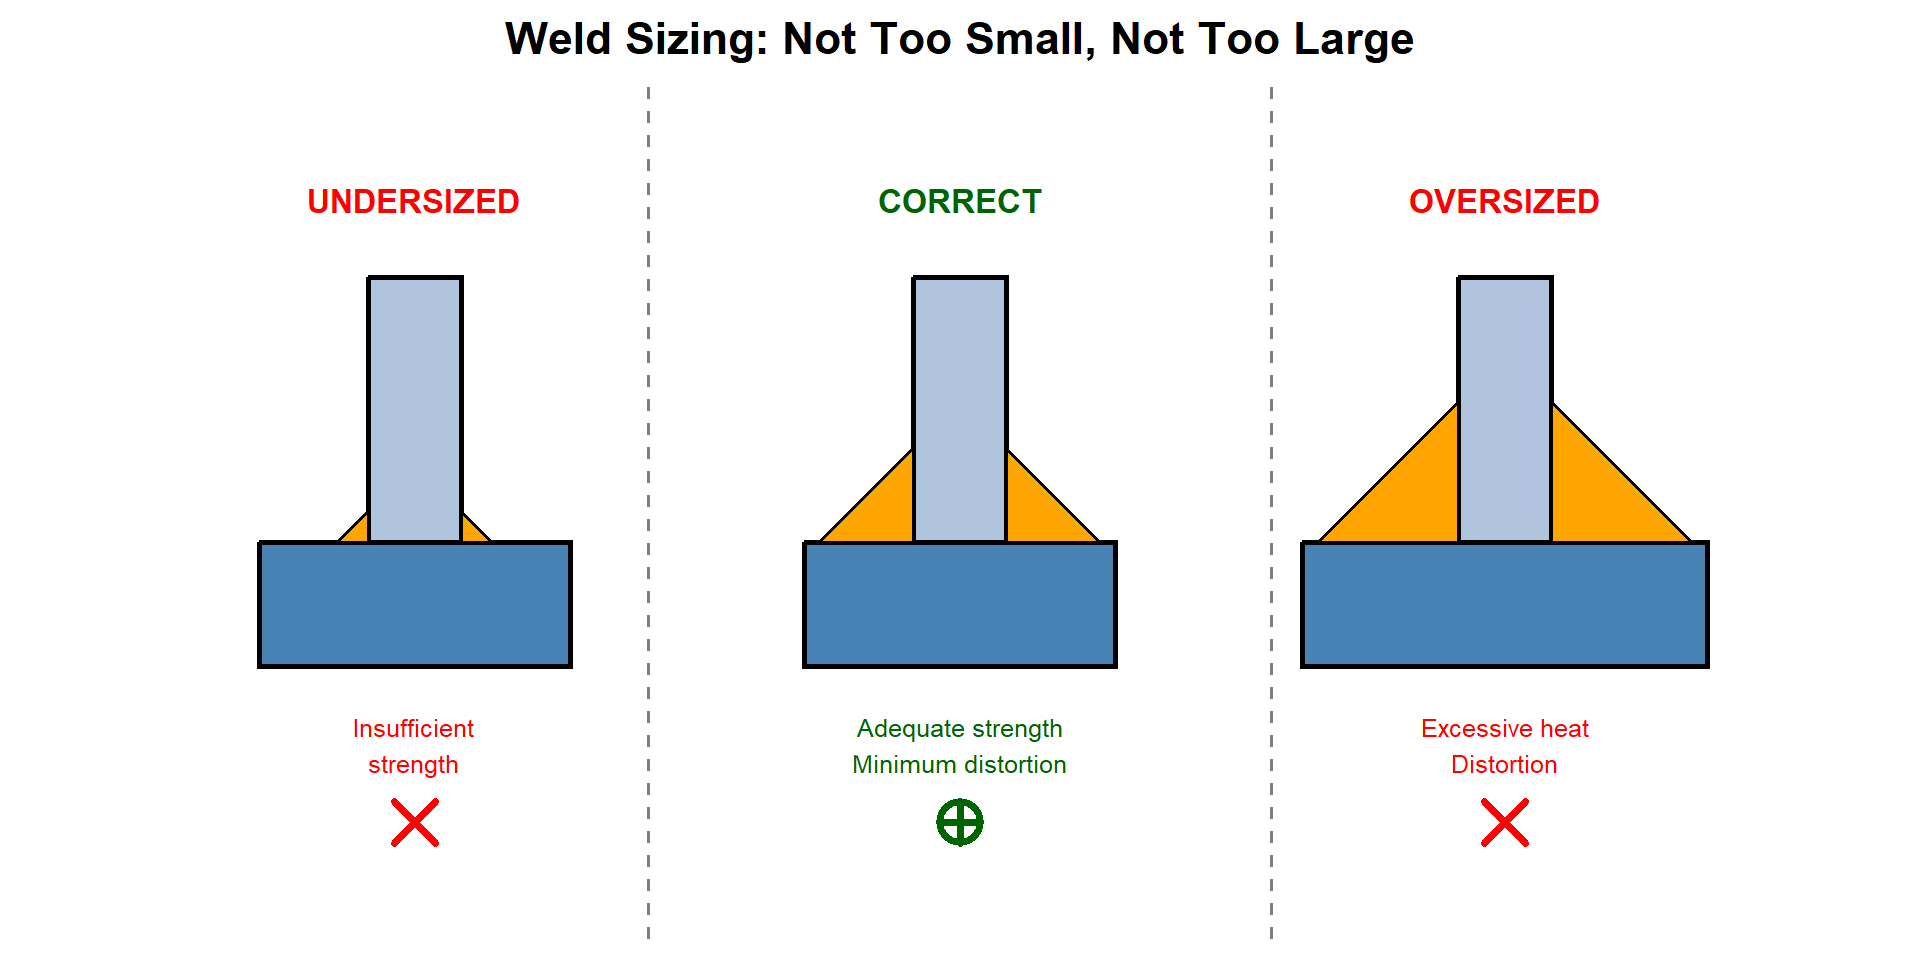 Weld Sizing: Not Too Small, Not Too Large
UNDERSIZED
Insufficient
strength
CORRECT
Adequate strength
Minimum distortion
OVERSIZED
Excessive heat
Distortion